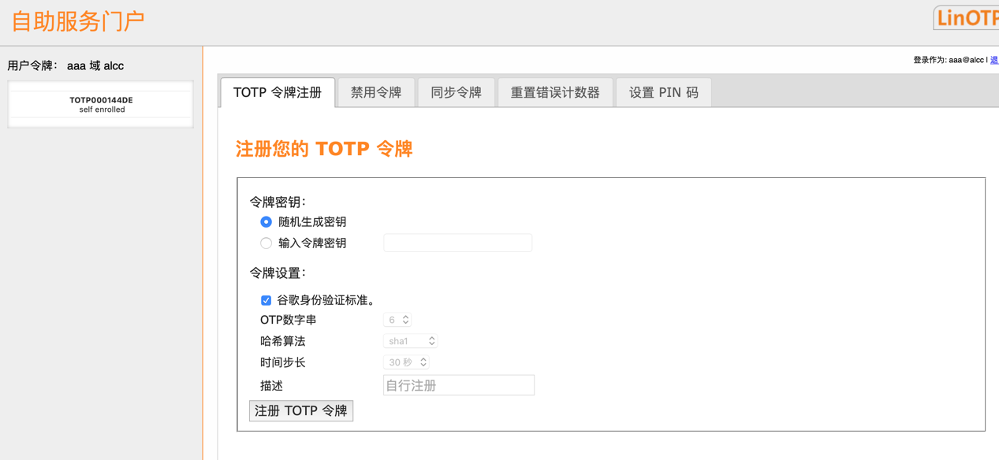 自助服务门户
LinOTP
登录作为: aaa@alcc |
用户令牌： aaa 域 alcc
TOTP000144DE
self enrolled
TOTP 令牌注册
禁用令牌
同步令牌
重置错误计数器
设置 PIN 码
注册您的 TOTP 令牌
令牌密钥：
随机生成密钥
输入令牌密钥
令牌设置：
谷歌身份验证标准。
OTP数字串 6
哈希算法 sha1
时间步长 30 秒
描述 自行注册
注册 TOTP 令牌